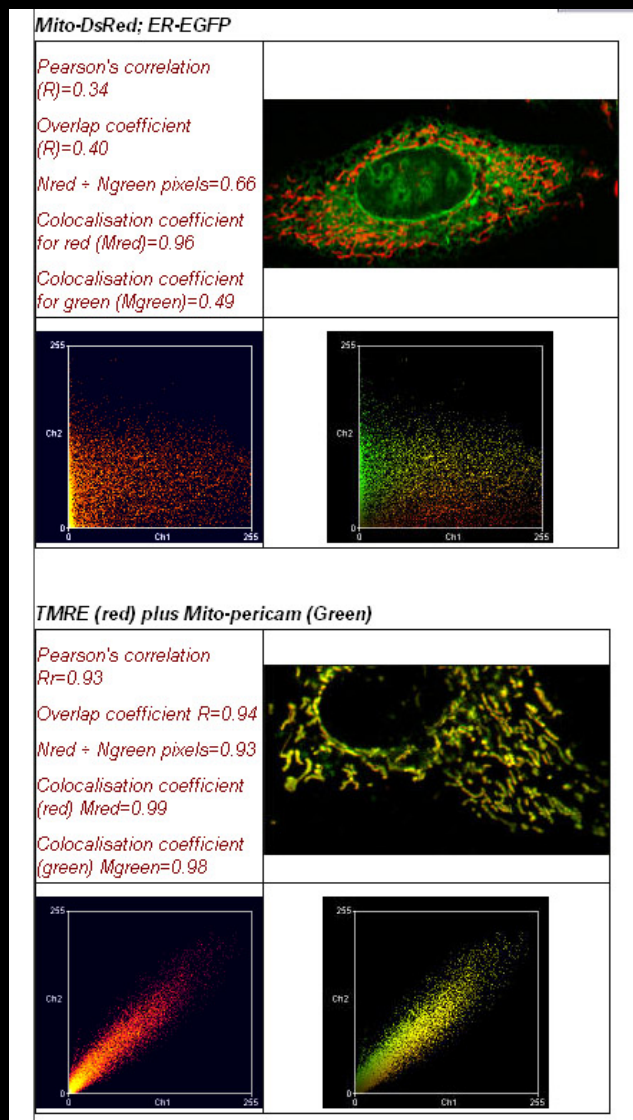 Mito-DsRed; ER-EGFP
Pearson's correlation
(R)=0.34
Overlap coefficient
(R)=0.40
Nred ÷ Ngreen pixels=0.66
Colocalisation coefficient
for red (Mred)=0.96
Colocalisation coefficient
for green (Mgreen)=0.49
255
Ch2
0
0
Ch1
255
255
Ch2
0
0
Ch1
255
TMRE (red) plus Mito-pericam (Green)
Pearson's correlation
Rr=0.93
Overlap coefficient R=0.94
Nred ÷ Ngreen pixels=0.93
Colocalisation coefficient
(red) Mred=0.99
Colocalisation coefficient
(green) Mgreen=0.98
255
Ch2
0
0
Ch1
255
255
Ch2
0
0
Ch1
255